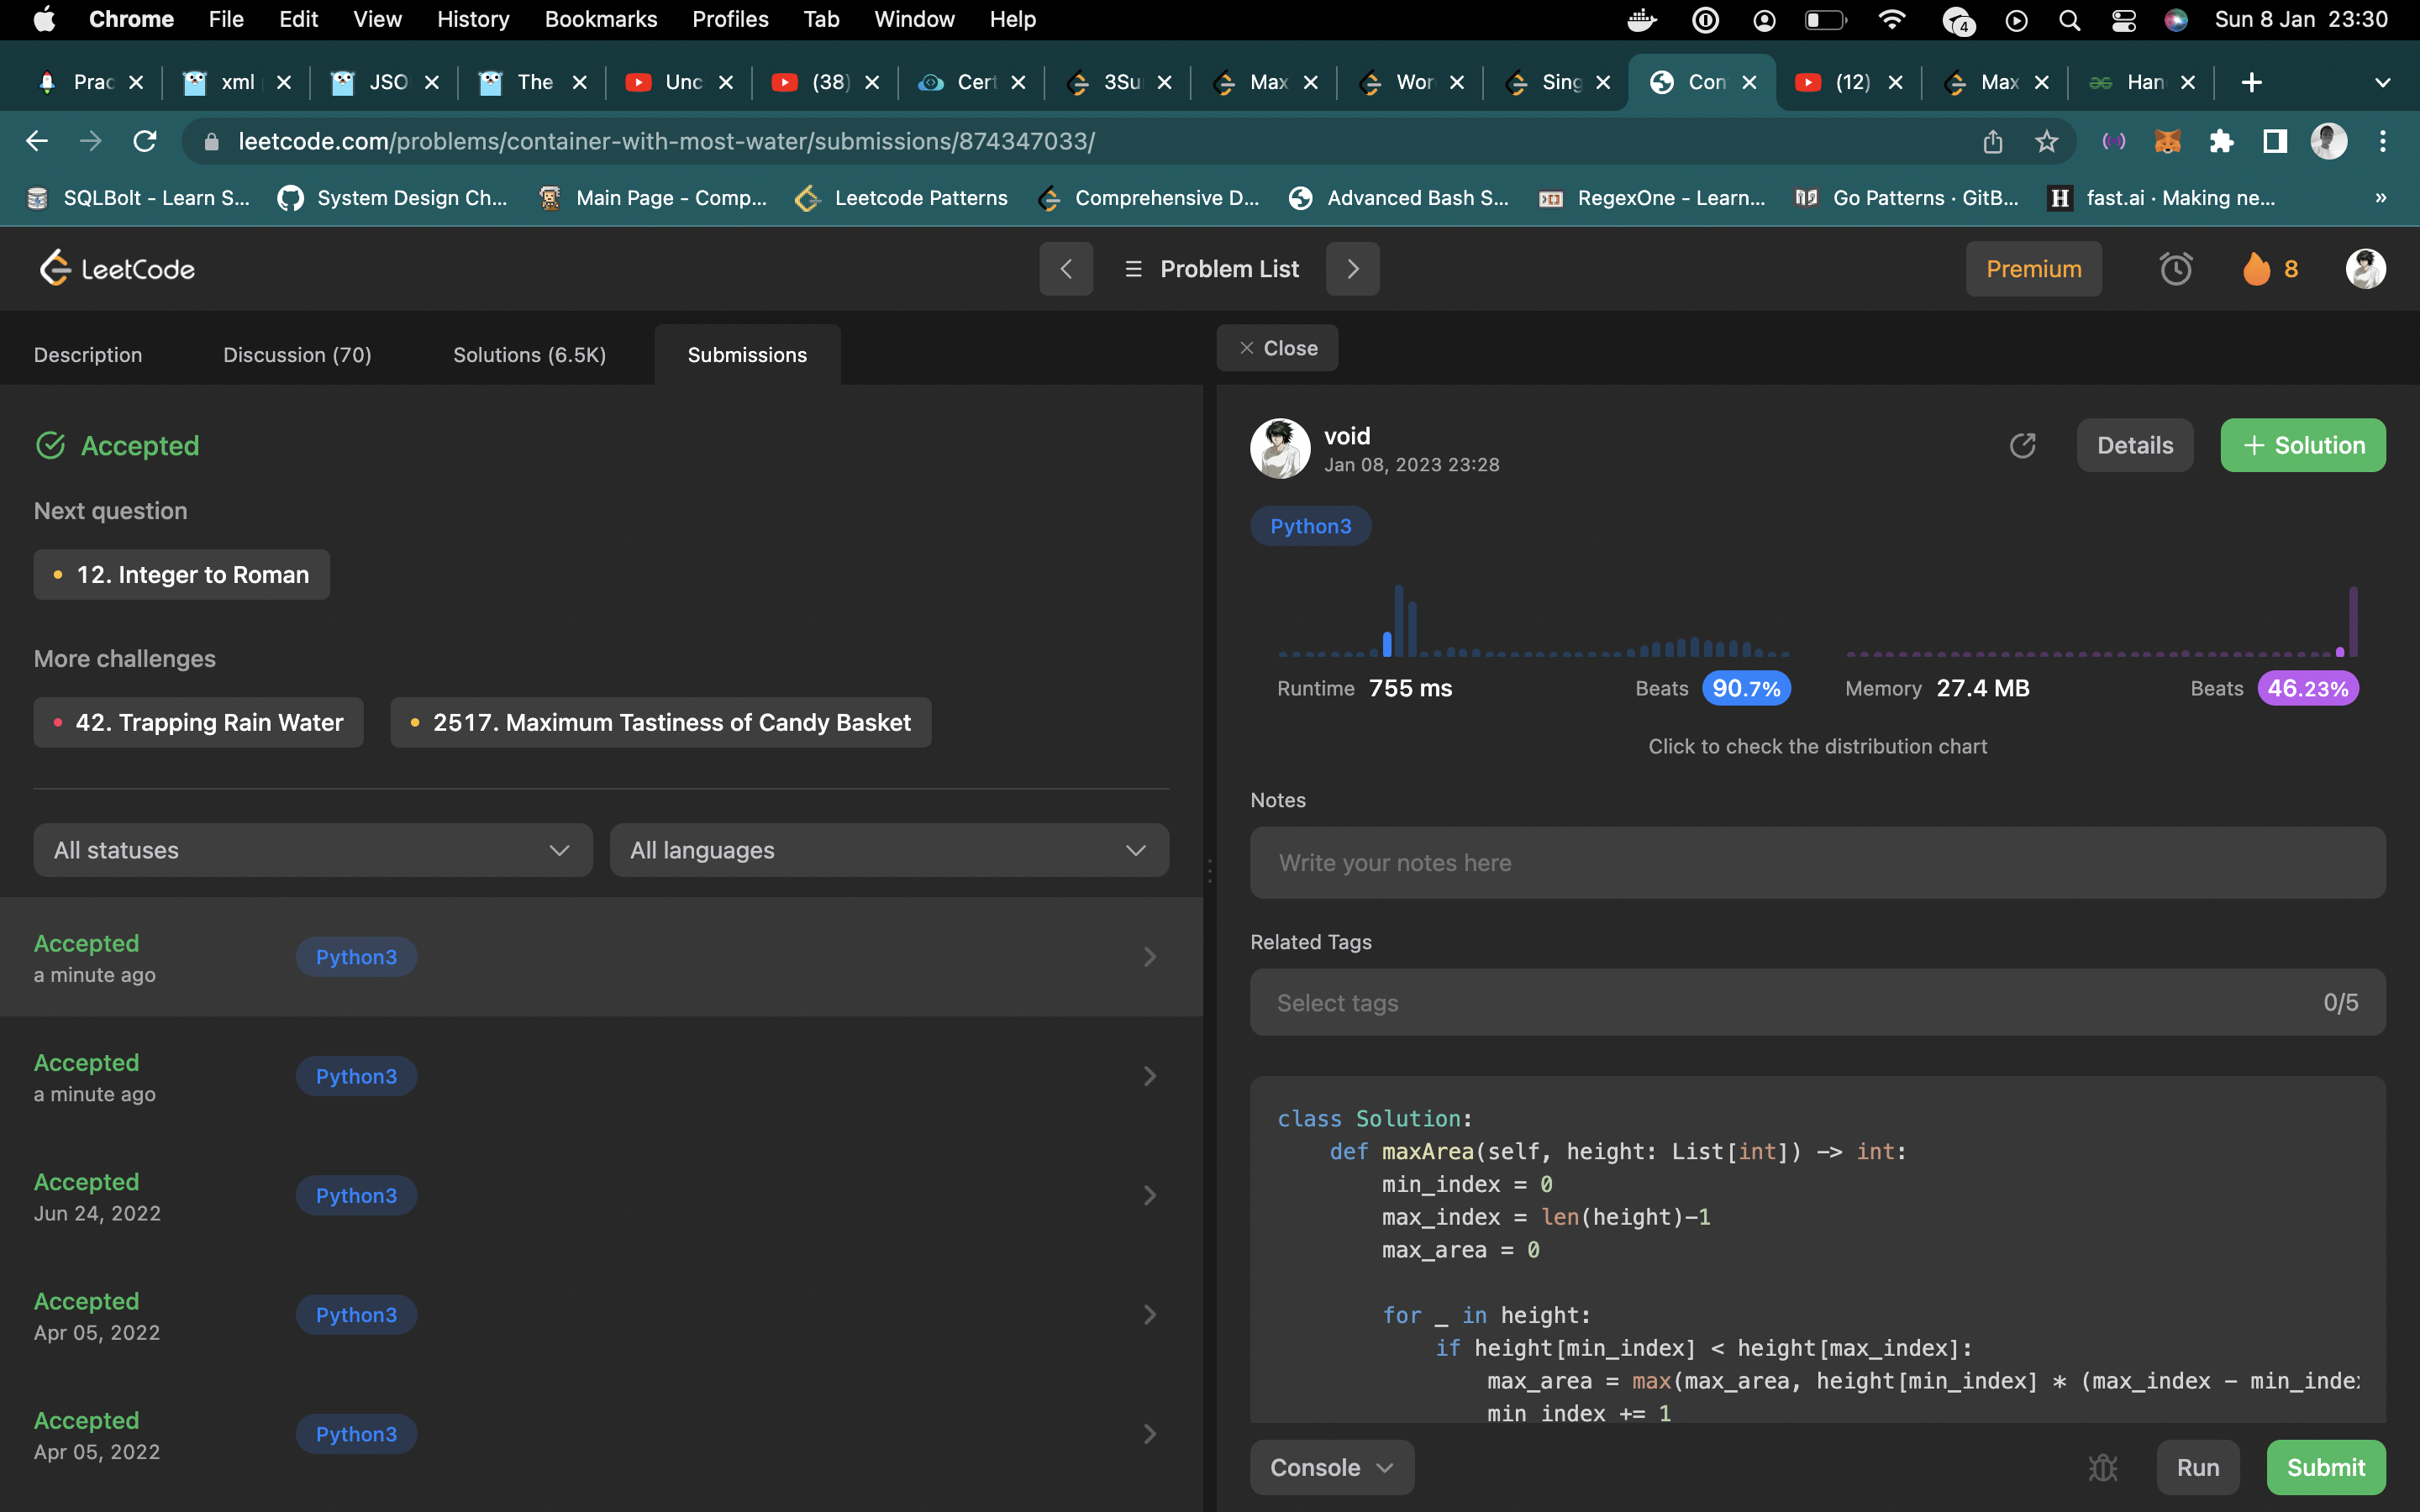 Chrome File Edit View History Bookmarks Profiles Tab Window Help
4
Sun 8 Jan 23:30
Prac
xml
JSO
The
Unc
(38)
Cert
3Su
Max
Wor
Sing
Con
(12)
Max
Han
leetcode.com/problems/container-with-most-water/submissions/874347033/
SQLBolt - Learn S...
System Design Ch...
Main Page - Comp...
Leetcode Patterns
Comprehensive D...
Advanced Bash S...
RegexOne - Learn...
Go Patterns · GitB...
H fast.ai · Making ne...
»
LeetCode
Problem List
Premium
8
Description
Discussion (70)
Solutions (6.5K)
Submissions
Close
Accepted
Next question
12. Integer to Roman
More challenges
42. Trapping Rain Water
2517. Maximum Tastiness of Candy Basket
All statuses
All languages
Accepted
a minute ago
Python3
Accepted
a minute ago
Python3
Accepted
Jun 24, 2022
Python3
Accepted
Apr 05, 2022
Python3
Accepted
Apr 05, 2022
Python3
void
Jan 08, 2023 23:28
Details
+ Solution
Python3
Runtime 755 ms
Beats 90.7%
Memory 27.4 MB
Beats 46.23%
Click to check the distribution chart
Notes
Write your notes here
Related Tags
Select tags
0/5
class Solution:
    def maxArea(self, height: List[int]) -> int:
        min_index = 0
        max_index = len(height)-1
        max_area = 0
        for _ in height:
            if height[min_index] < height[max_index]:
                max_area = max(max_area, height[min_index] * (max_index - min_inde
                min_index += 1
Console
Run
Submit